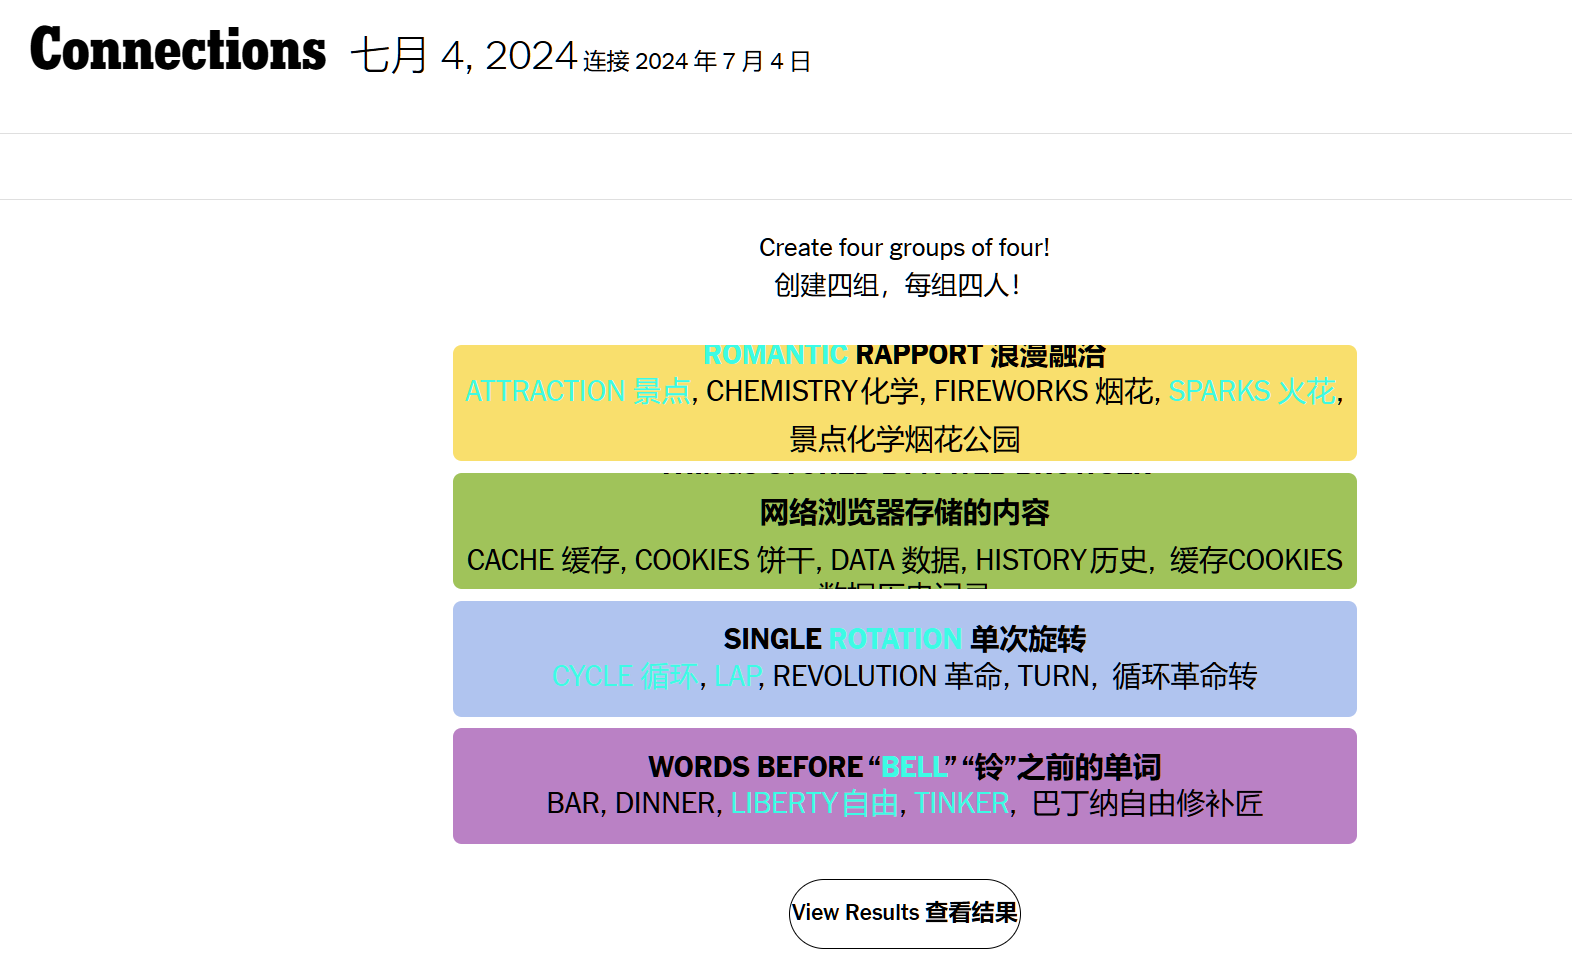 Connections 七月 4, 2024 连接 2024 年 7 月 4 日
Create four groups of four!
创建四组，每组四人！
ROMANTIC RAPPORT 浪漫融洽
ATTRACTION 景点, CHEMISTRY 化学, FIREWORKS 烟花, SPARKS 火花,
景点化学烟花公园
网络浏览器存储的内容
CACHE 缓存, COOKIES 饼干, DATA 数据, HISTORY 历史, 缓存COOKIES
SINGLE ROTATION 单次旋转
CYCLE 循环, LAP, REVOLUTION 革命, TURN, 循环革命转
WORDS BEFORE “BELL” “铃”之前的单词
BAR, DINNER, LIBERTY 自由, TINKER, 巴丁纳自由修补匠
View Results 查看结果